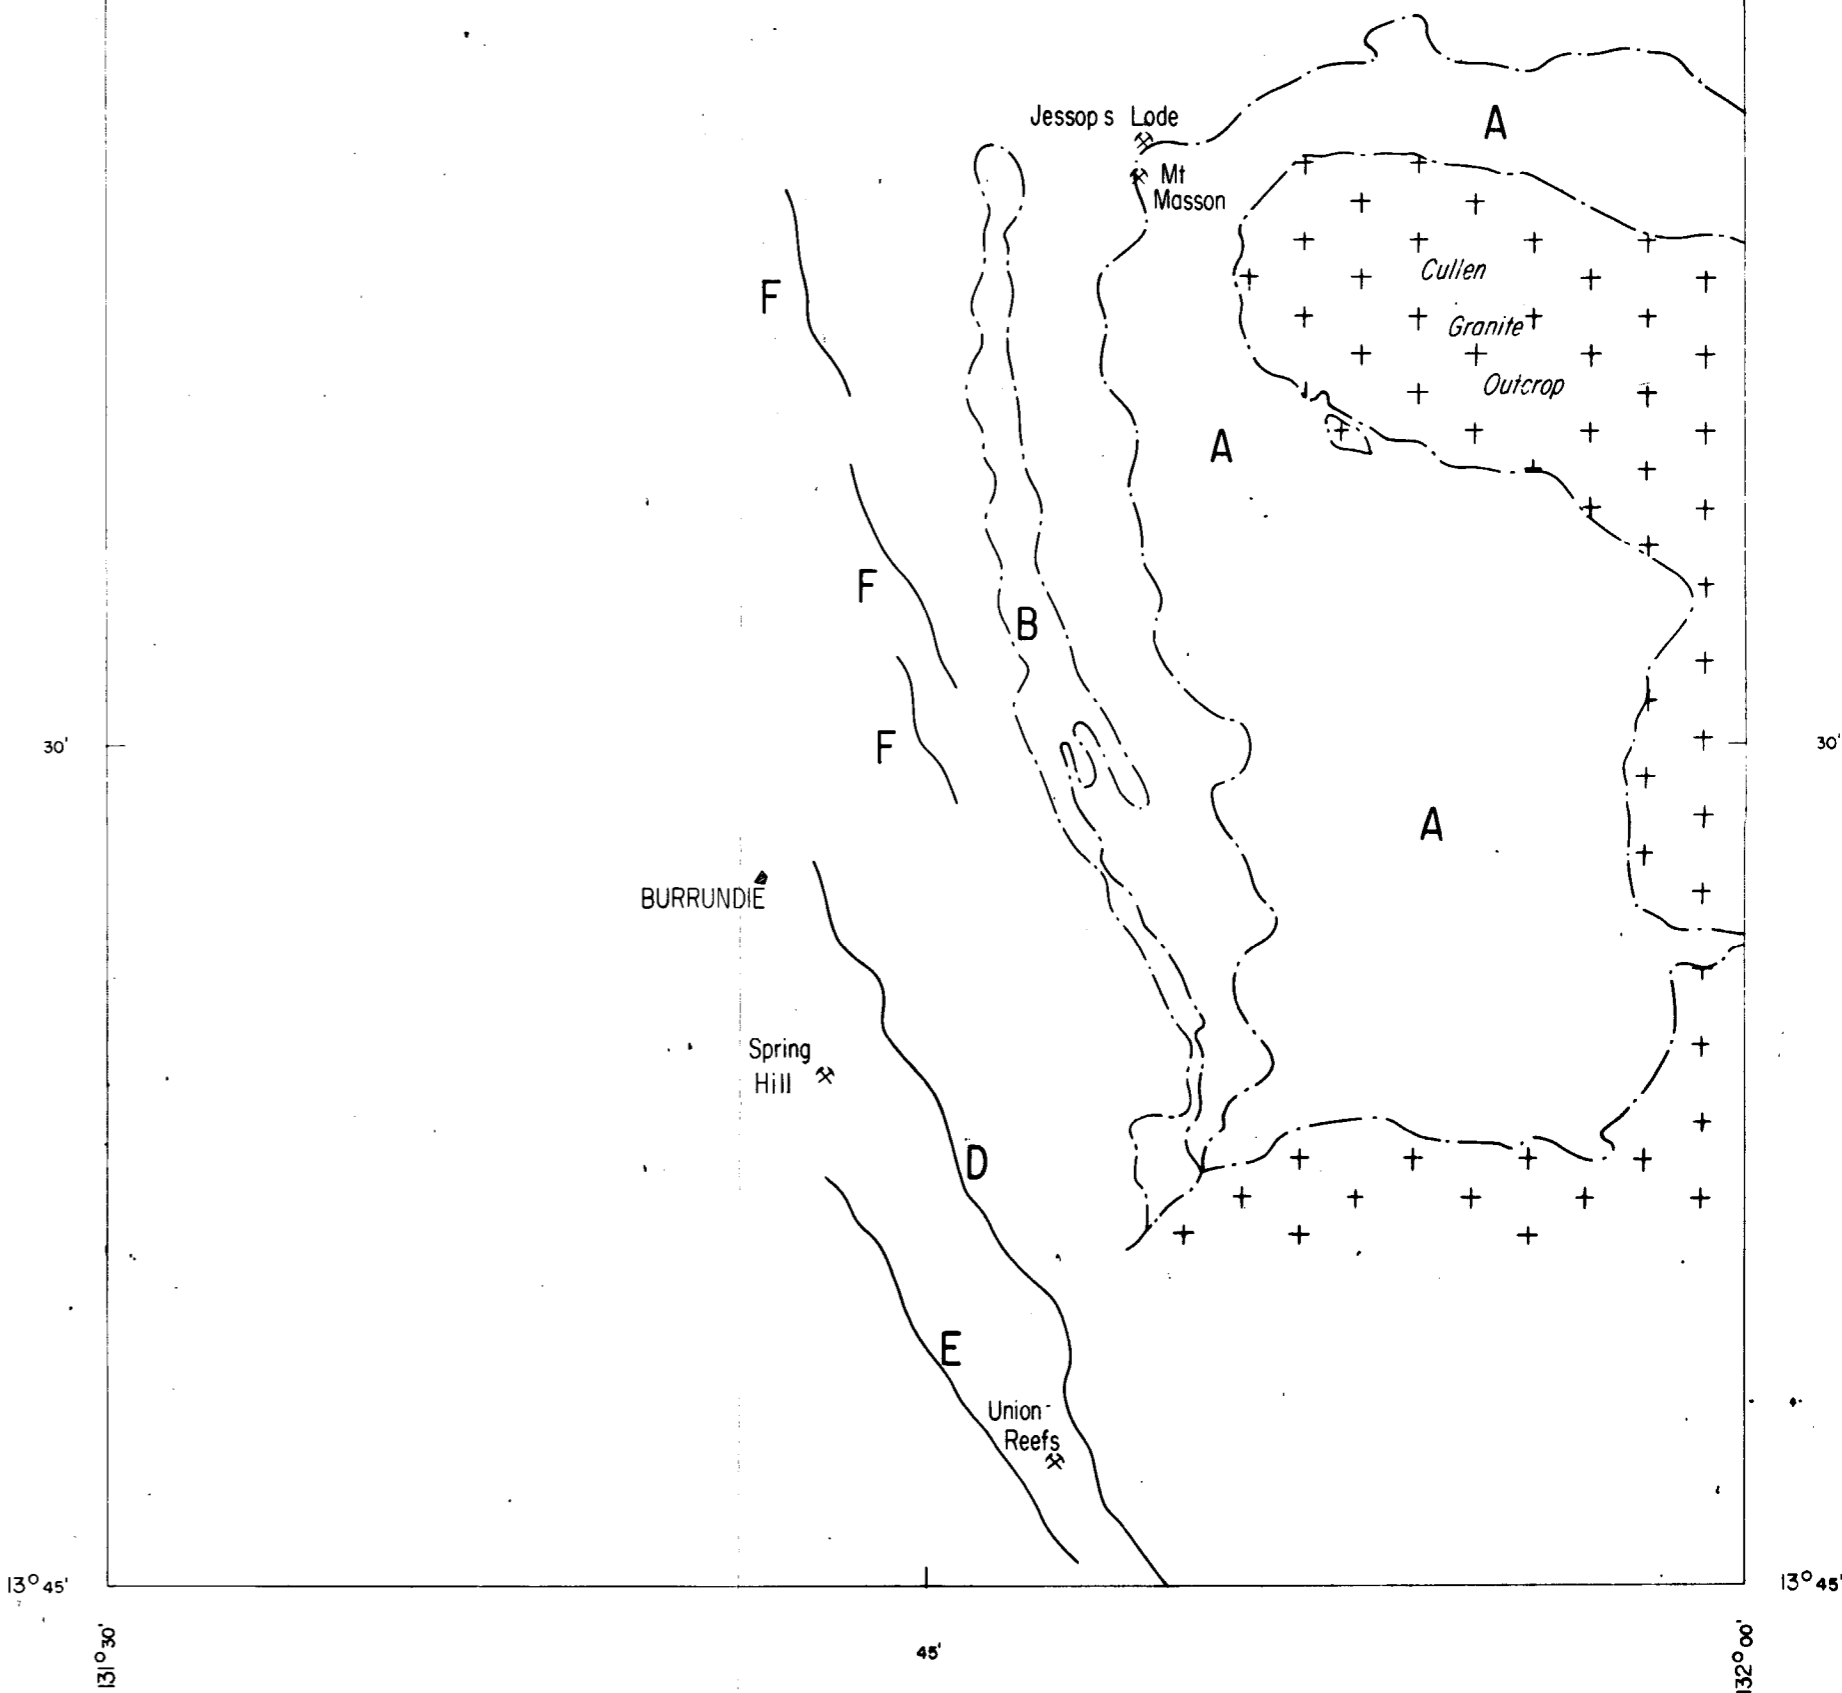 A
Jessop s Lode
Mt
Masson
Cullen
F
Granite
Outcrop
A
F
B
30'
F
30'
A
BURRUNDIE
Spring
Hill
D
E
Union
Reefs
13° 45'
13° 45'
131° 30'
45'
132° 00'